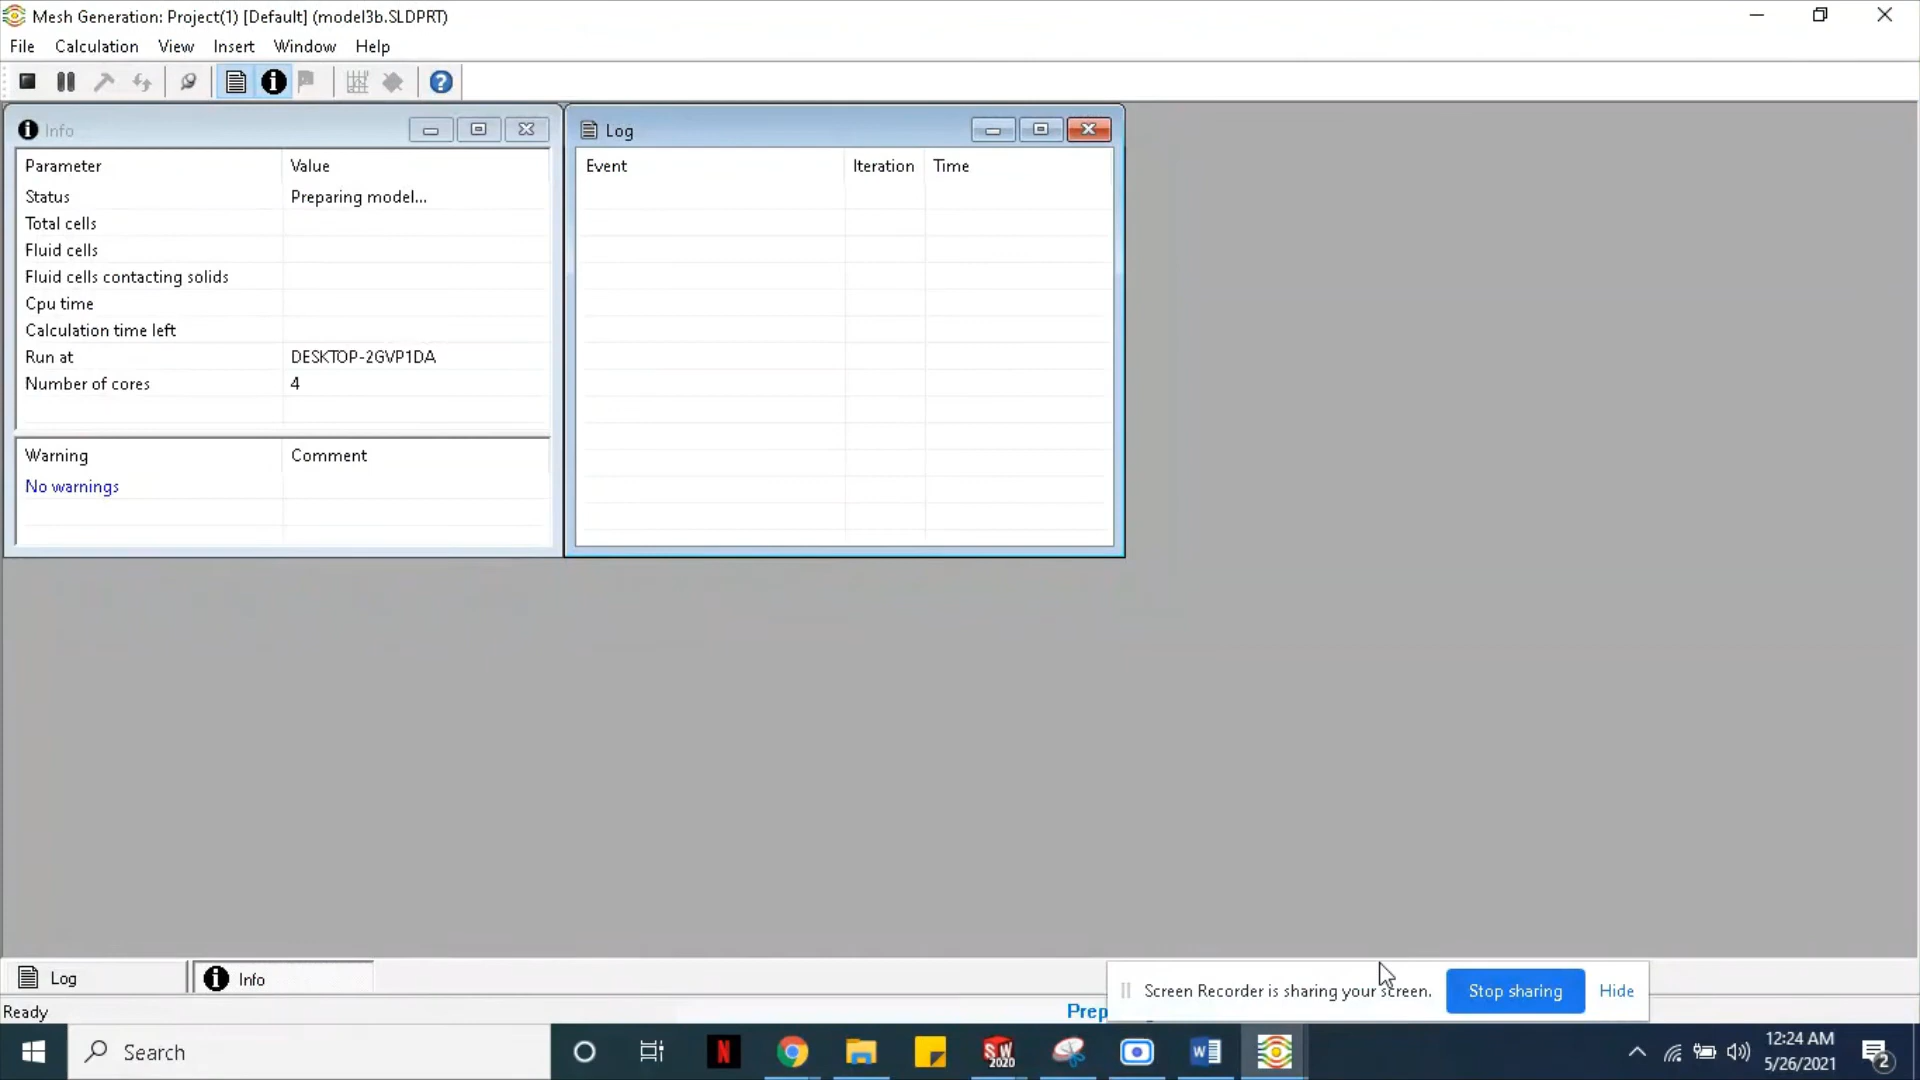 Mesh Generation: Project(1) [Default] (model3b.SLDPRT)
File Calculation View Insert Window Help
Info
Parameter Value
Status Preparing model...
Total cells
Fluid cells
Fluid cells contacting solids
Cpu time
Calculation time left
Run at DESKTOP-2GVP1DA
Number of cores 4
Warning Comment
No warnings
Log
Event Iteration Time
Log Info
Screen Recorder is sharing your screen. Stop sharing Hide
Ready Prep
Search
N
SW
2020
W
12:24 AM
5/26/2021
2